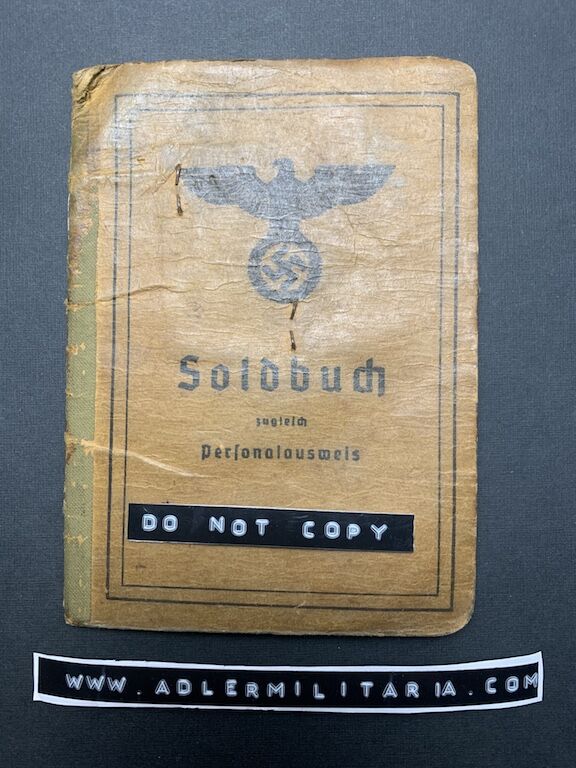 Soldbuch
zugleich
Personalausweis
DO NOT COPY
WWW.ADLERMILITARIA.COM